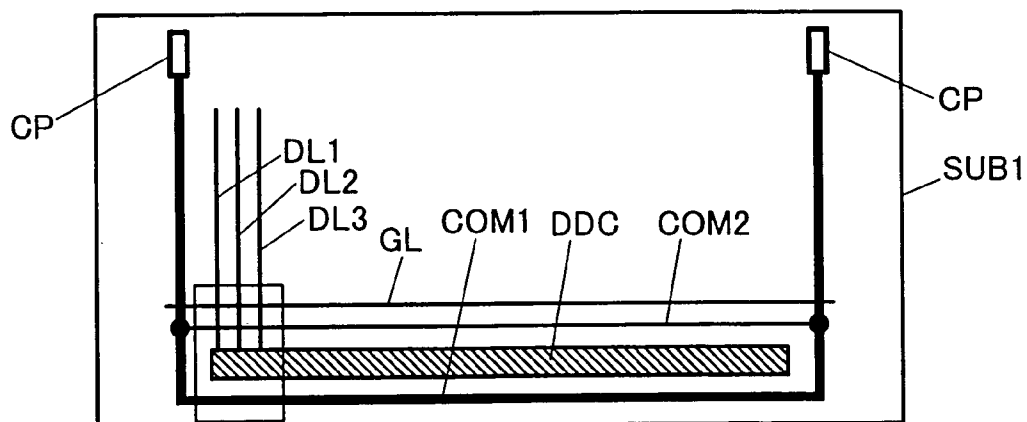 CP
CP
DL1
DL2
DL3
SUB1
GL
COM1
DDC
COM2